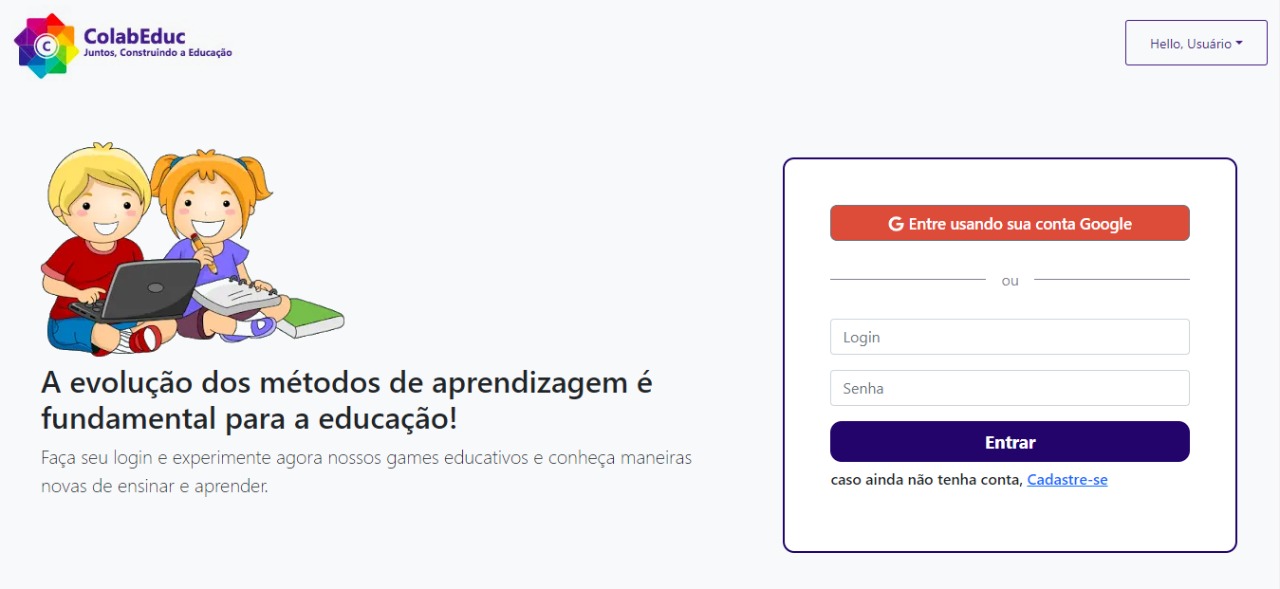 C
ColabEduc
Juntos, Construindo a Educação
Hello, Usuário
A evolução dos métodos de aprendizagem é
fundamental para a educação!
Faça seu login e experimente agora nossos games educativos e conheça maneiras
novas de ensinar e aprender.
G Entre usando sua conta Google
ou
Login
Senha
Entrar
caso ainda não tenha conta, Cadastre-se